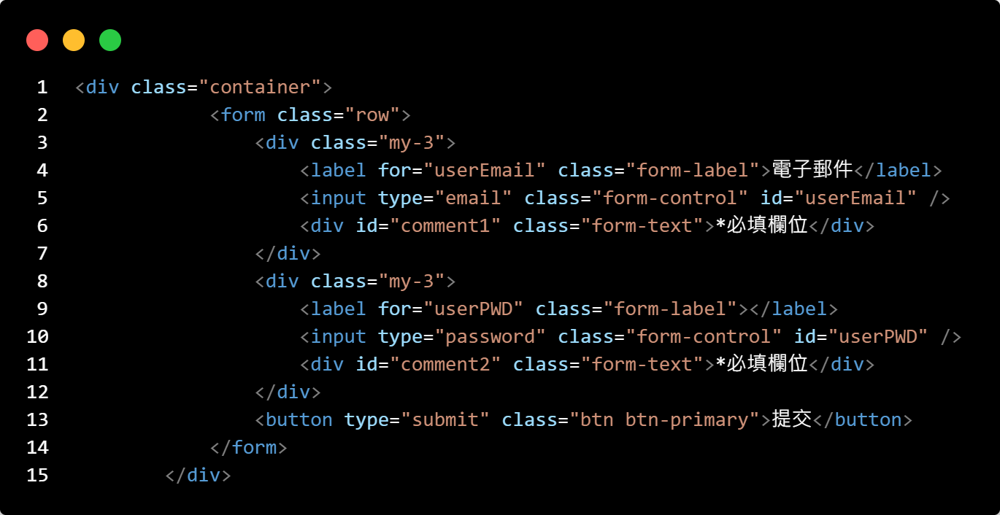 1 <div class="container">
2 <form class="row">
3 <div class="my-3">
4 <label for="userEmail" class="form-label">電子郵件</label>
5 <input type="email" class="form-control" id="userEmail" />
6 <div id="comment1" class="form-text">*必填欄位</div>
7 </div>
8 <div class="my-3">
9 <label for="userPWD" class="form-label"></label>
10 <input type="password" class="form-control" id="userPWD" />
11 <div id="comment2" class="form-text">*必填欄位</div>
12 </div>
13 <button type="submit" class="btn btn-primary">提交</button>
14 </form>
15 </div>